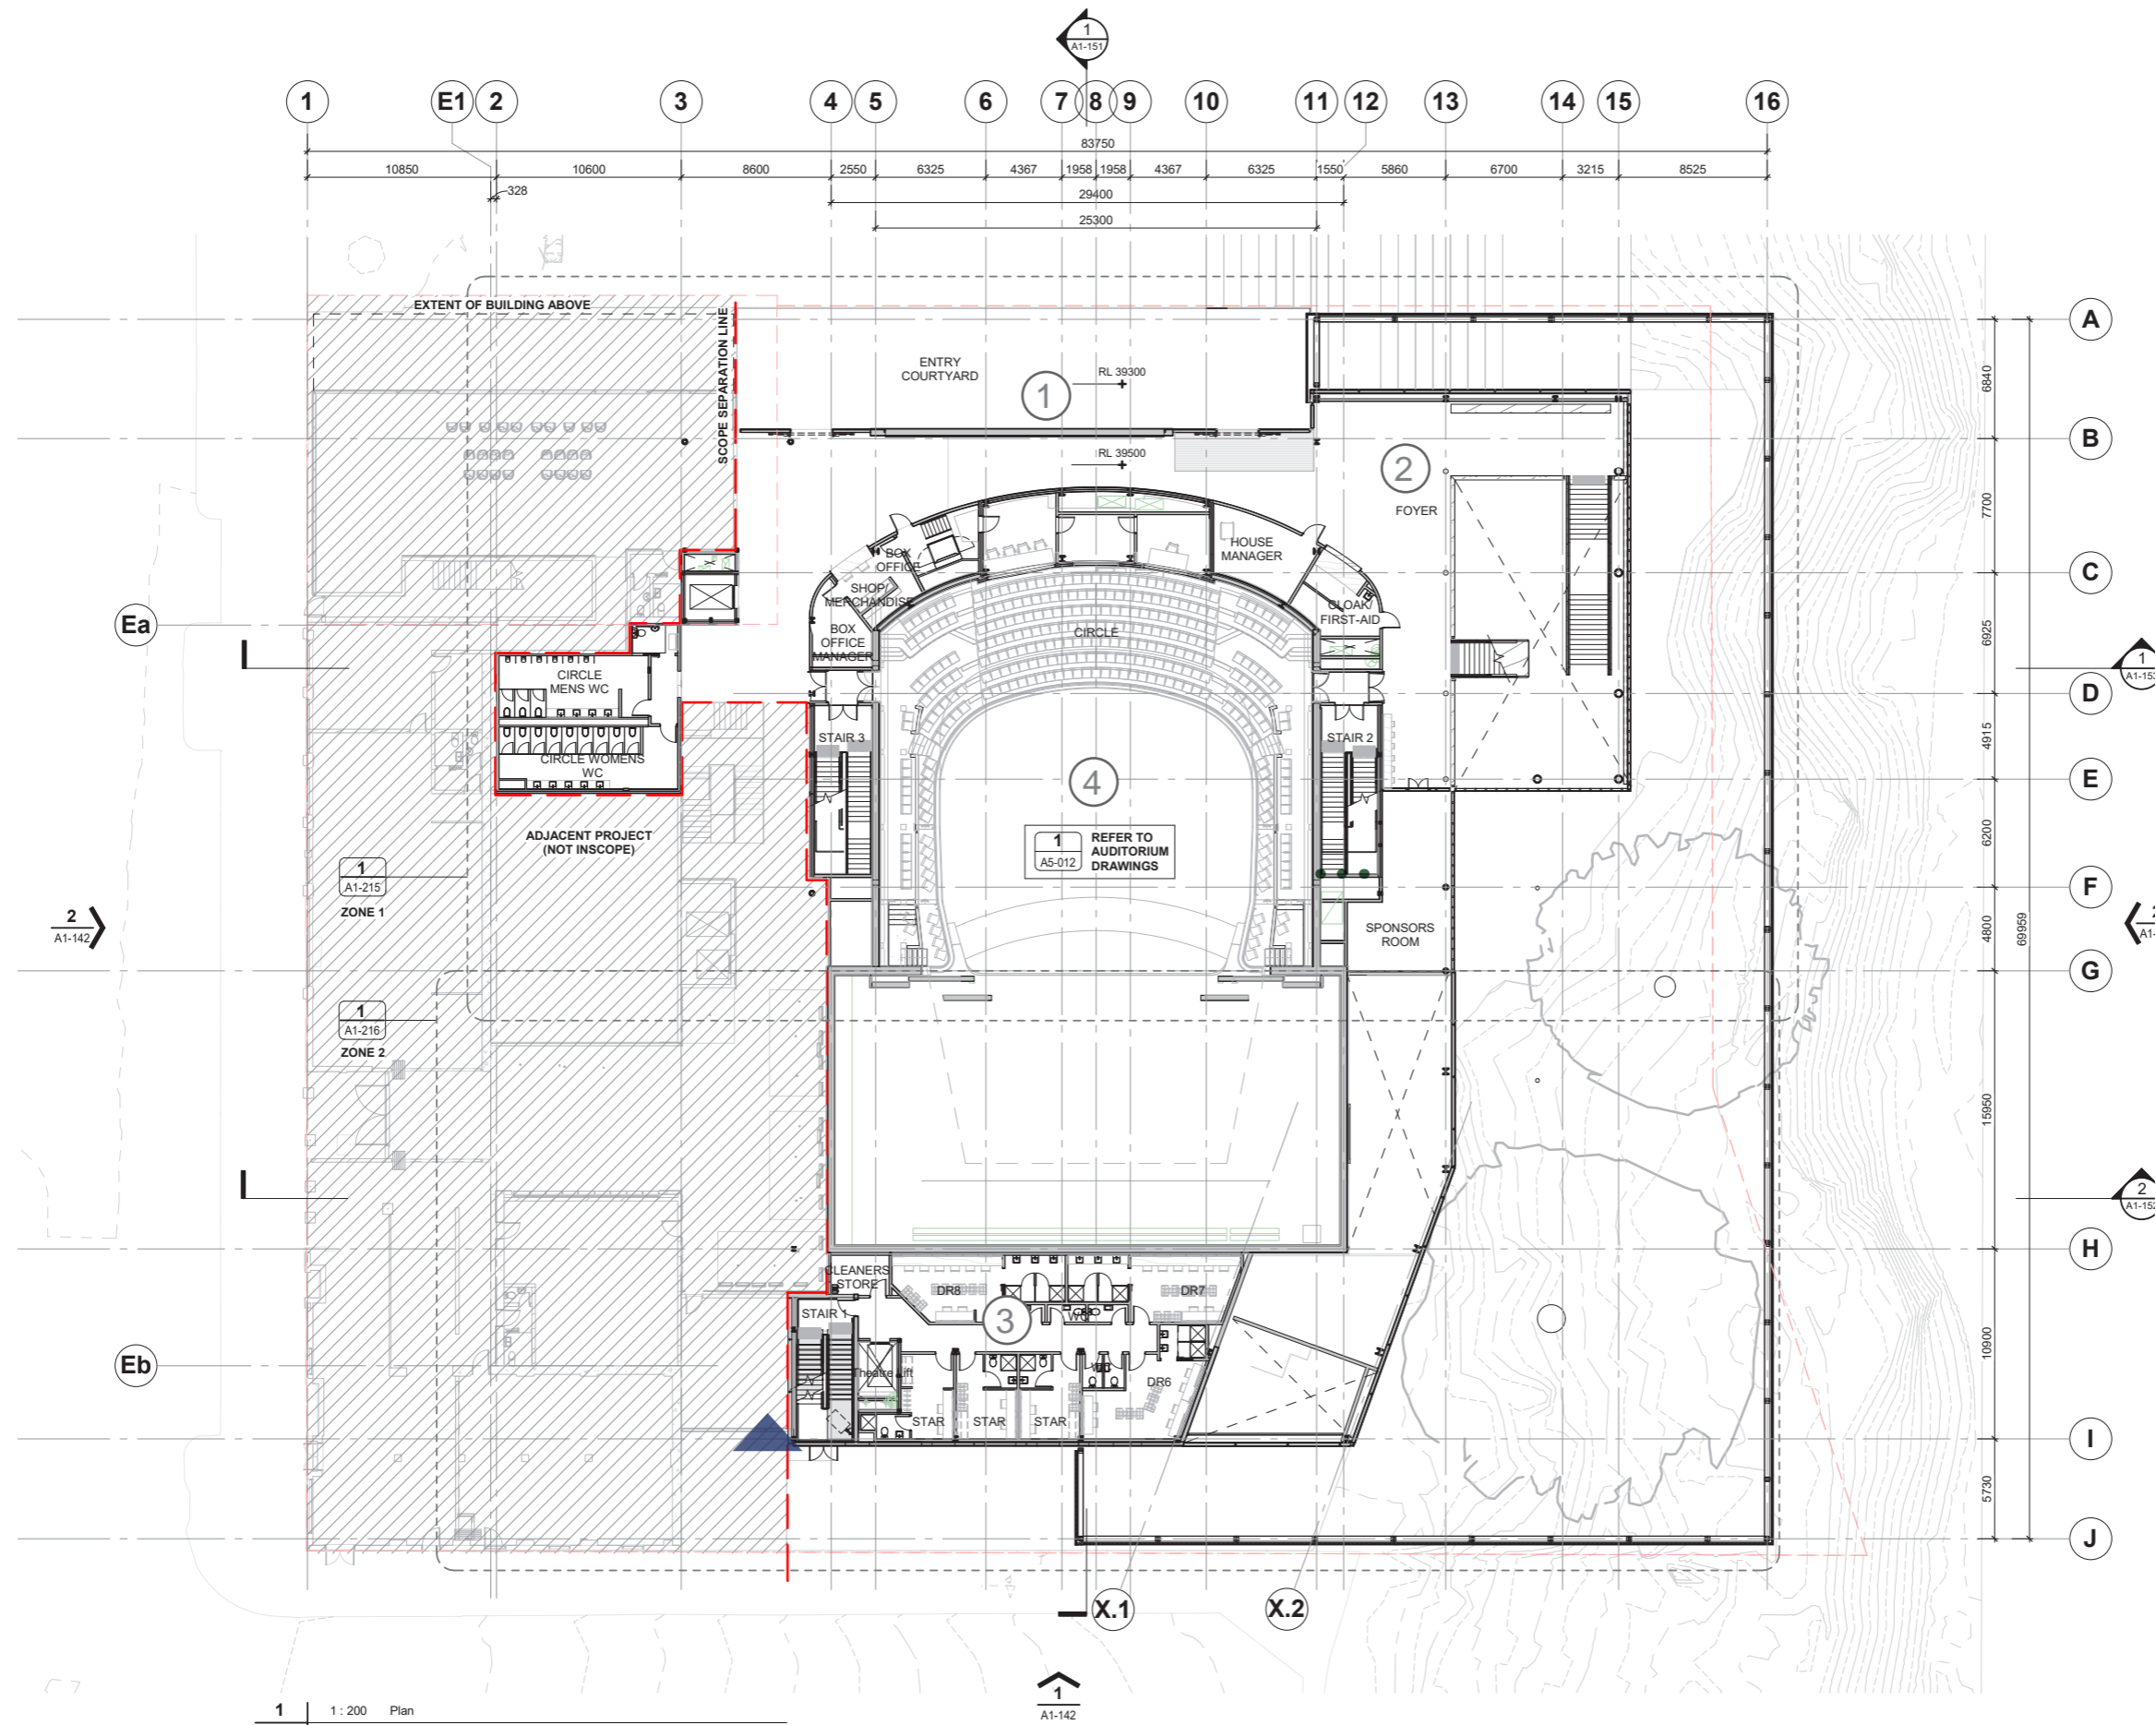 1
A1-151
1
E1
2
3
4
5
6
7
8
9
10
11
12
13
14
15
16
83750
10850
10600
8600
2550
6325
4367
1958
1958
4367
6325
1550
5860
6700
3215
8525
328
29400
25300
EXTENT OF BUILDING ABOVE
SCOPE SEPARATION LINE
ENTRY
COURTYARD
1
RL 39300
RL 39500
2
FOYER
A
B
C
D
E
F
G
H
I
J
6840
7700
6925
4915
6200
4800
15950
10900
5730
69959
Ea
Eb
BOX
OFFICE
SHOP/
MERCHANDISE
BOX
OFFICE
MANAGER
HOUSE
MANAGER
CLOAK/
FIRST-AID
CIRCLE
CIRCLE
MENS WC
CIRCLE WOMENS
WC
STAIR 3
STAIR 2
4
1
A5-012
REFER TO
AUDITORIUM
DRAWINGS
ADJACENT PROJECT
(NOT INSCOPE)
1
A1-215
ZONE 1
1
A1-216
ZONE 2
2
A1-142
1
A1-153
2
A1-152
SPONSORS
ROOM
CLEANERS
STORE
DR8
DR7
3
WC
STAIR 1
Theatre Lift
WC
DR6
STAR
STAR
STAR
X.1
X.2
1
A1-142
1
1 : 200 Plan